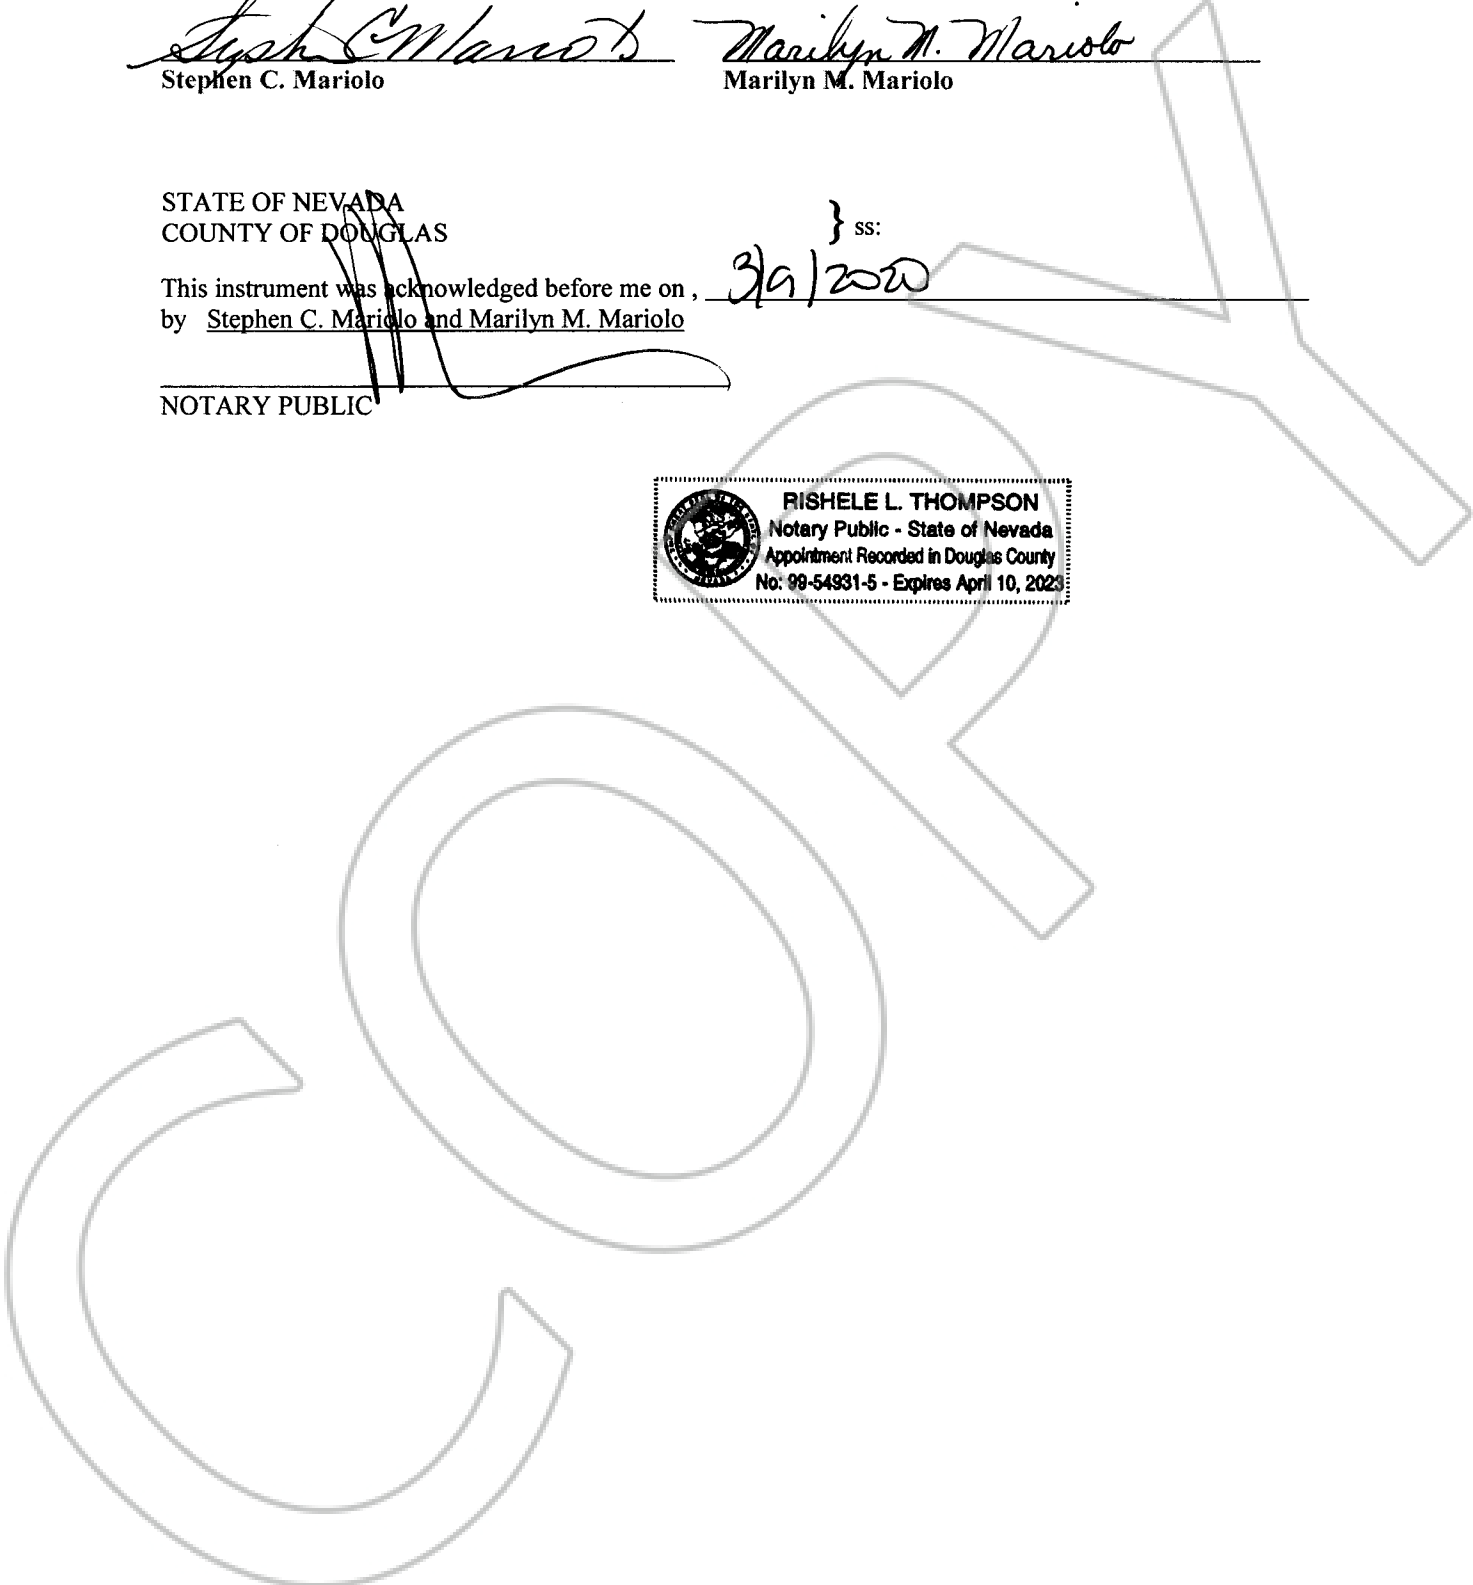 Stephen C. Mariolo Marilyn M. Mariolo
Stephen C. Mariolo Marilyn M. Mariolo
STATE OF NEVADA
COUNTY OF DOUGLAS } ss:
This instrument was acknowledged before me on , 3/9/2020
by Stephen C. Mariolo and Marilyn M. Mariolo
NOTARY PUBLIC
RISHELE L. THOMPSON
Notary Public - State of Nevada
Appointment Recorded in Douglas County
No: 99-54931-5 - Expires April 10, 2023
COPY